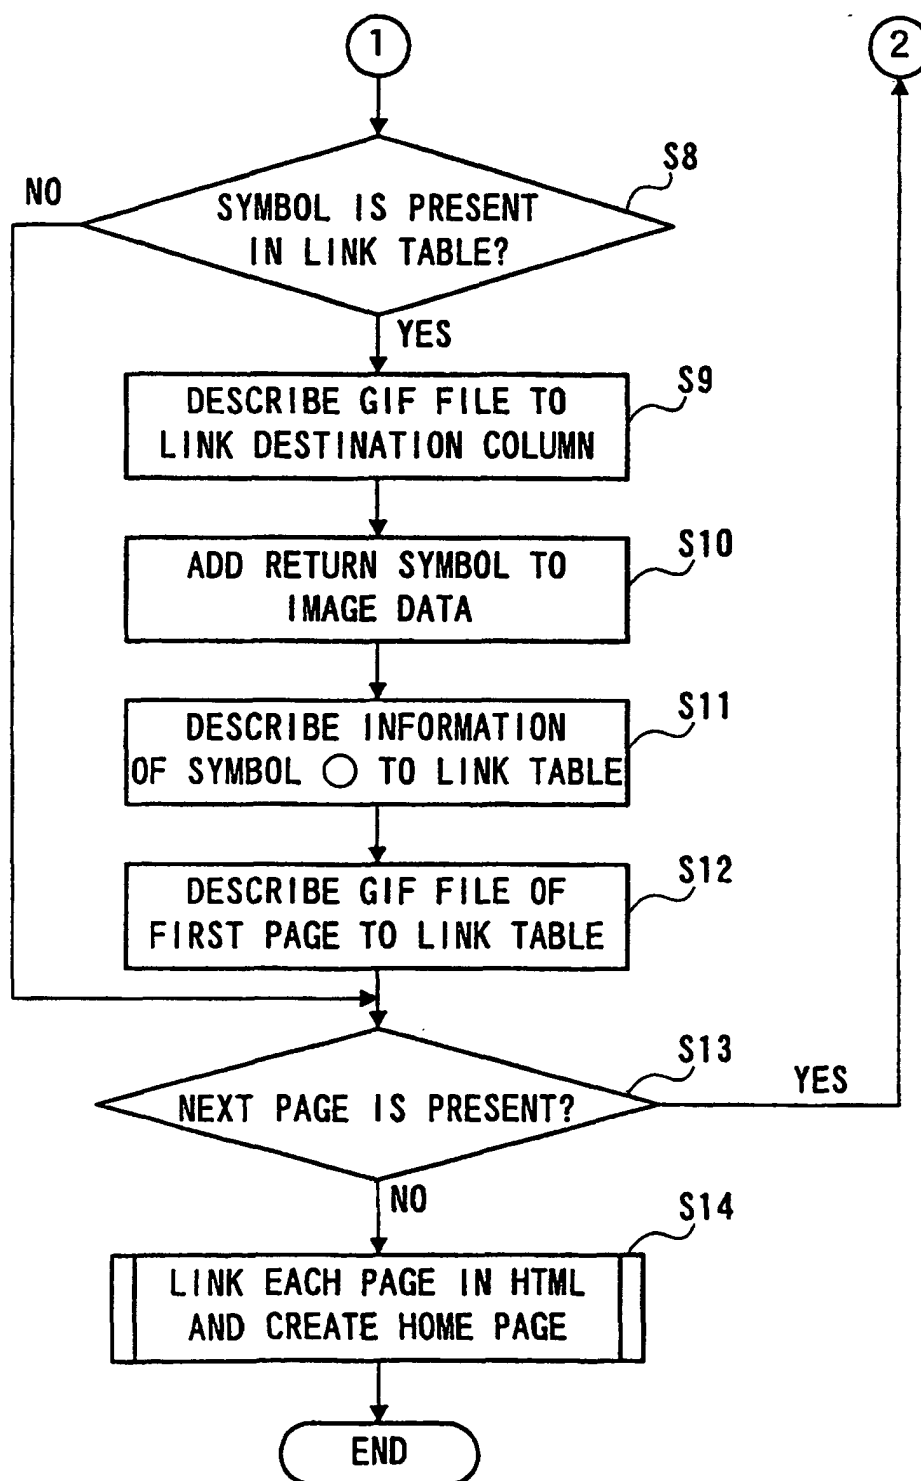 1
2
S8
NO
SYMBOL IS PRESENT
IN LINK TABLE?
YES
S9
DESCRIBE GIF FILE TO
LINK DESTINATION COLUMN
S10
ADD RETURN SYMBOL TO
IMAGE DATA
S11
DESCRIBE INFORMATION
OF SYMBOL ○ TO LINK TABLE
S12
DESCRIBE GIF FILE OF
FIRST PAGE TO LINK TABLE
S13
YES
NEXT PAGE IS PRESENT?
NO
S14
LINK EACH PAGE IN HTML
AND CREATE HOME PAGE
END